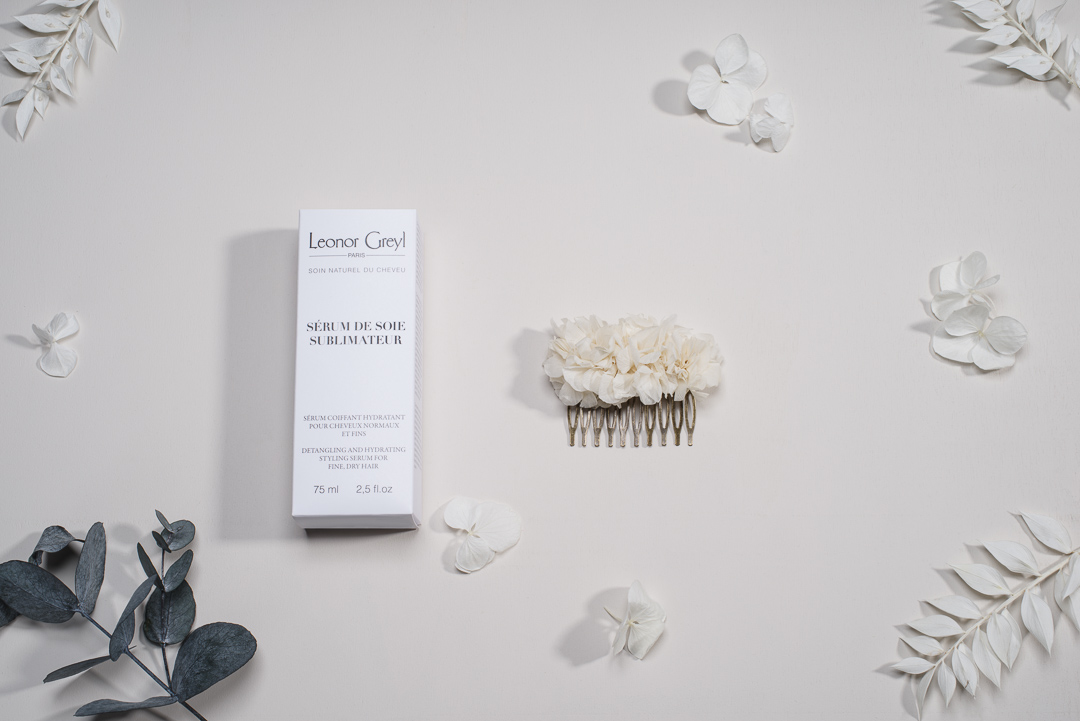 Leonor Greyl
PARIS
SOIN NATUREL DU CHEVEU
SÉRUM DE SOIE
SUBLIMATEUR
SÉRUM COIFFANT HYDRATANT
POUR CHEVEUX NORMAUX
ET FINS
DETANGLING AND HYDRATING
STYLING SERUM FOR
FINE, DRY HAIR
75 ml 2,5 fl.oz